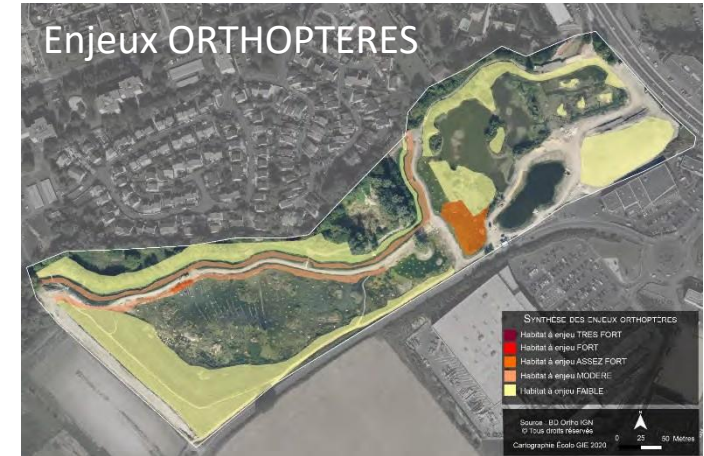 Enjeux ORTHOPTERES
SYNTHÈSE DES ENJEUX ORTHOPTÈRES
Habitat à enjeu TRES FORT
Habitat à enjeu FORT
Habitat à enjeu ASSEZ FORT
Habitat à enjeu MODERE
Habitat à enjeu FAIBLE
Source : BD Ortho IGN
© Tous droits réservés
Cartographie Écolo GIE 2020
N
0 25 50 Mètres